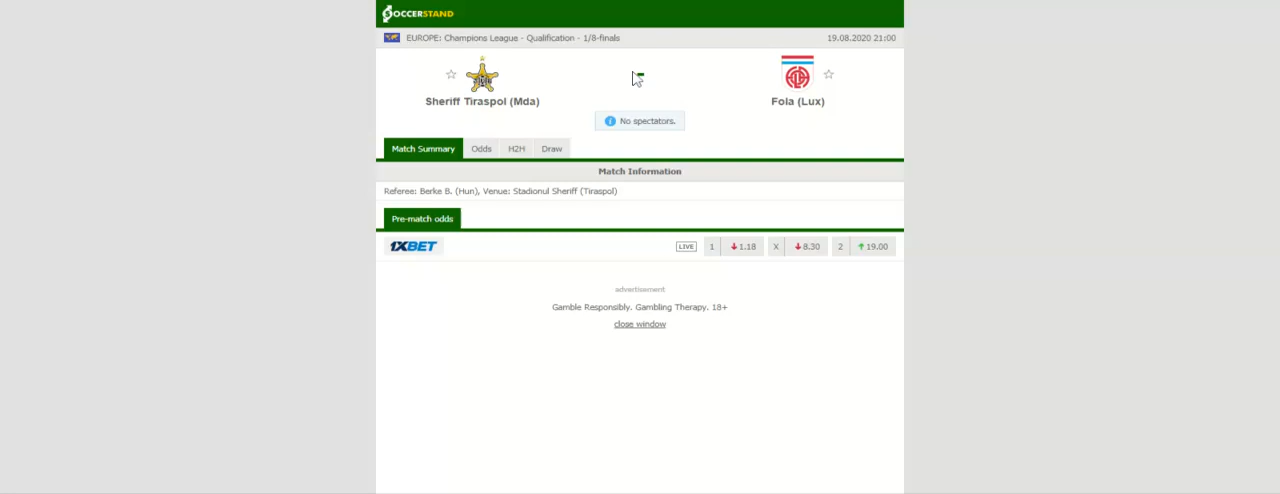 SOCCERSTAND
EUROPE: Champions League - Qualification - 1/8-finals 19.08.2020 21:00
Sheriff Tiraspol (Mda) Fola (Lux)
No spectators.
Match Summary Odds H2H Draw
Match Information
Referee: Berke B. (Hun), Venue: Stadionul Sheriff (Tiraspol)
Pre-match odds
1XBET LIVE 1 1.18 X 8.30 2 19.00
advertisement
Gamble Responsibly. Gambling Therapy. 18+
close window